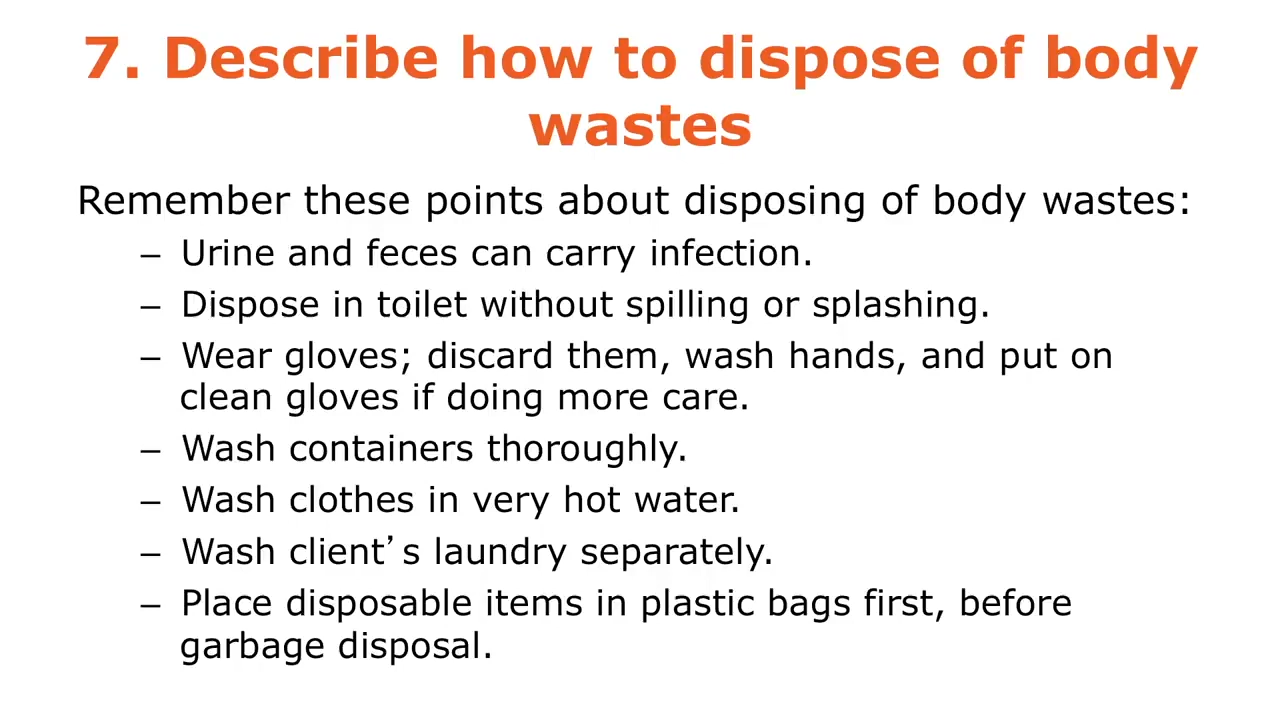 7. Describe how to dispose of body
wastes
Remember these points about disposing of body wastes:
– Urine and feces can carry infection.
– Dispose in toilet without spilling or splashing.
– Wear gloves; discard them, wash hands, and put on
clean gloves if doing more care.
– Wash containers thoroughly.
– Wash clothes in very hot water.
– Wash client’s laundry separately.
– Place disposable items in plastic bags first, before
garbage disposal.